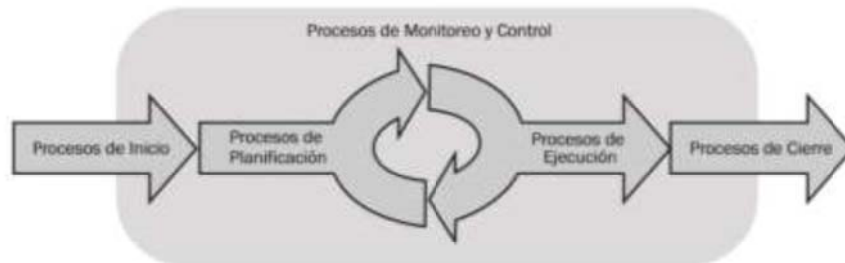 Procesos de Monitoreo y Control
Procesos de Inicio
Procesos de
Planificación
Procesos de
Ejecución
Procesos de Cierre